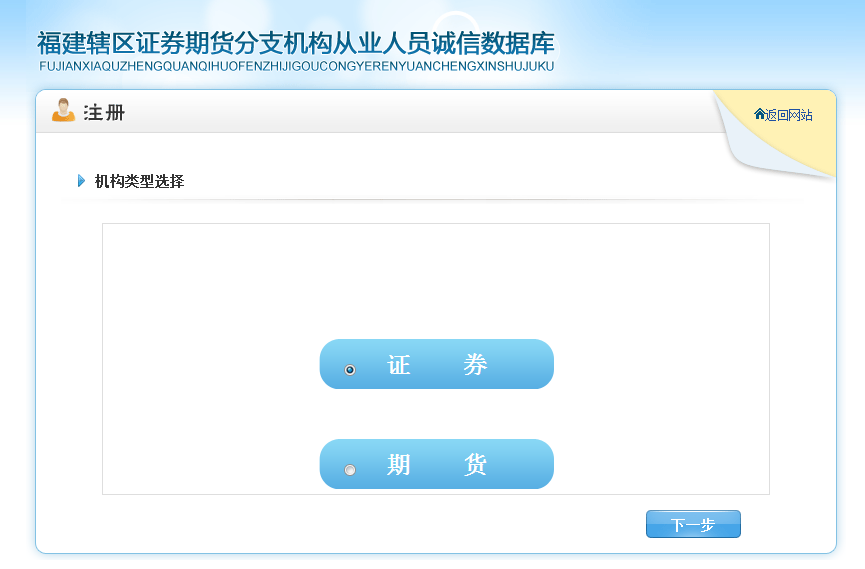 福建辖区证券期货分支机构从业人员诚信数据库
FUJIANXIAQUZHENGQUANQIHUOFENZHIJIGOUCONGYERENYUANCHENGXINSHUJUKU
注册
返回网站
机构类型选择
证 券
期 货
下一步